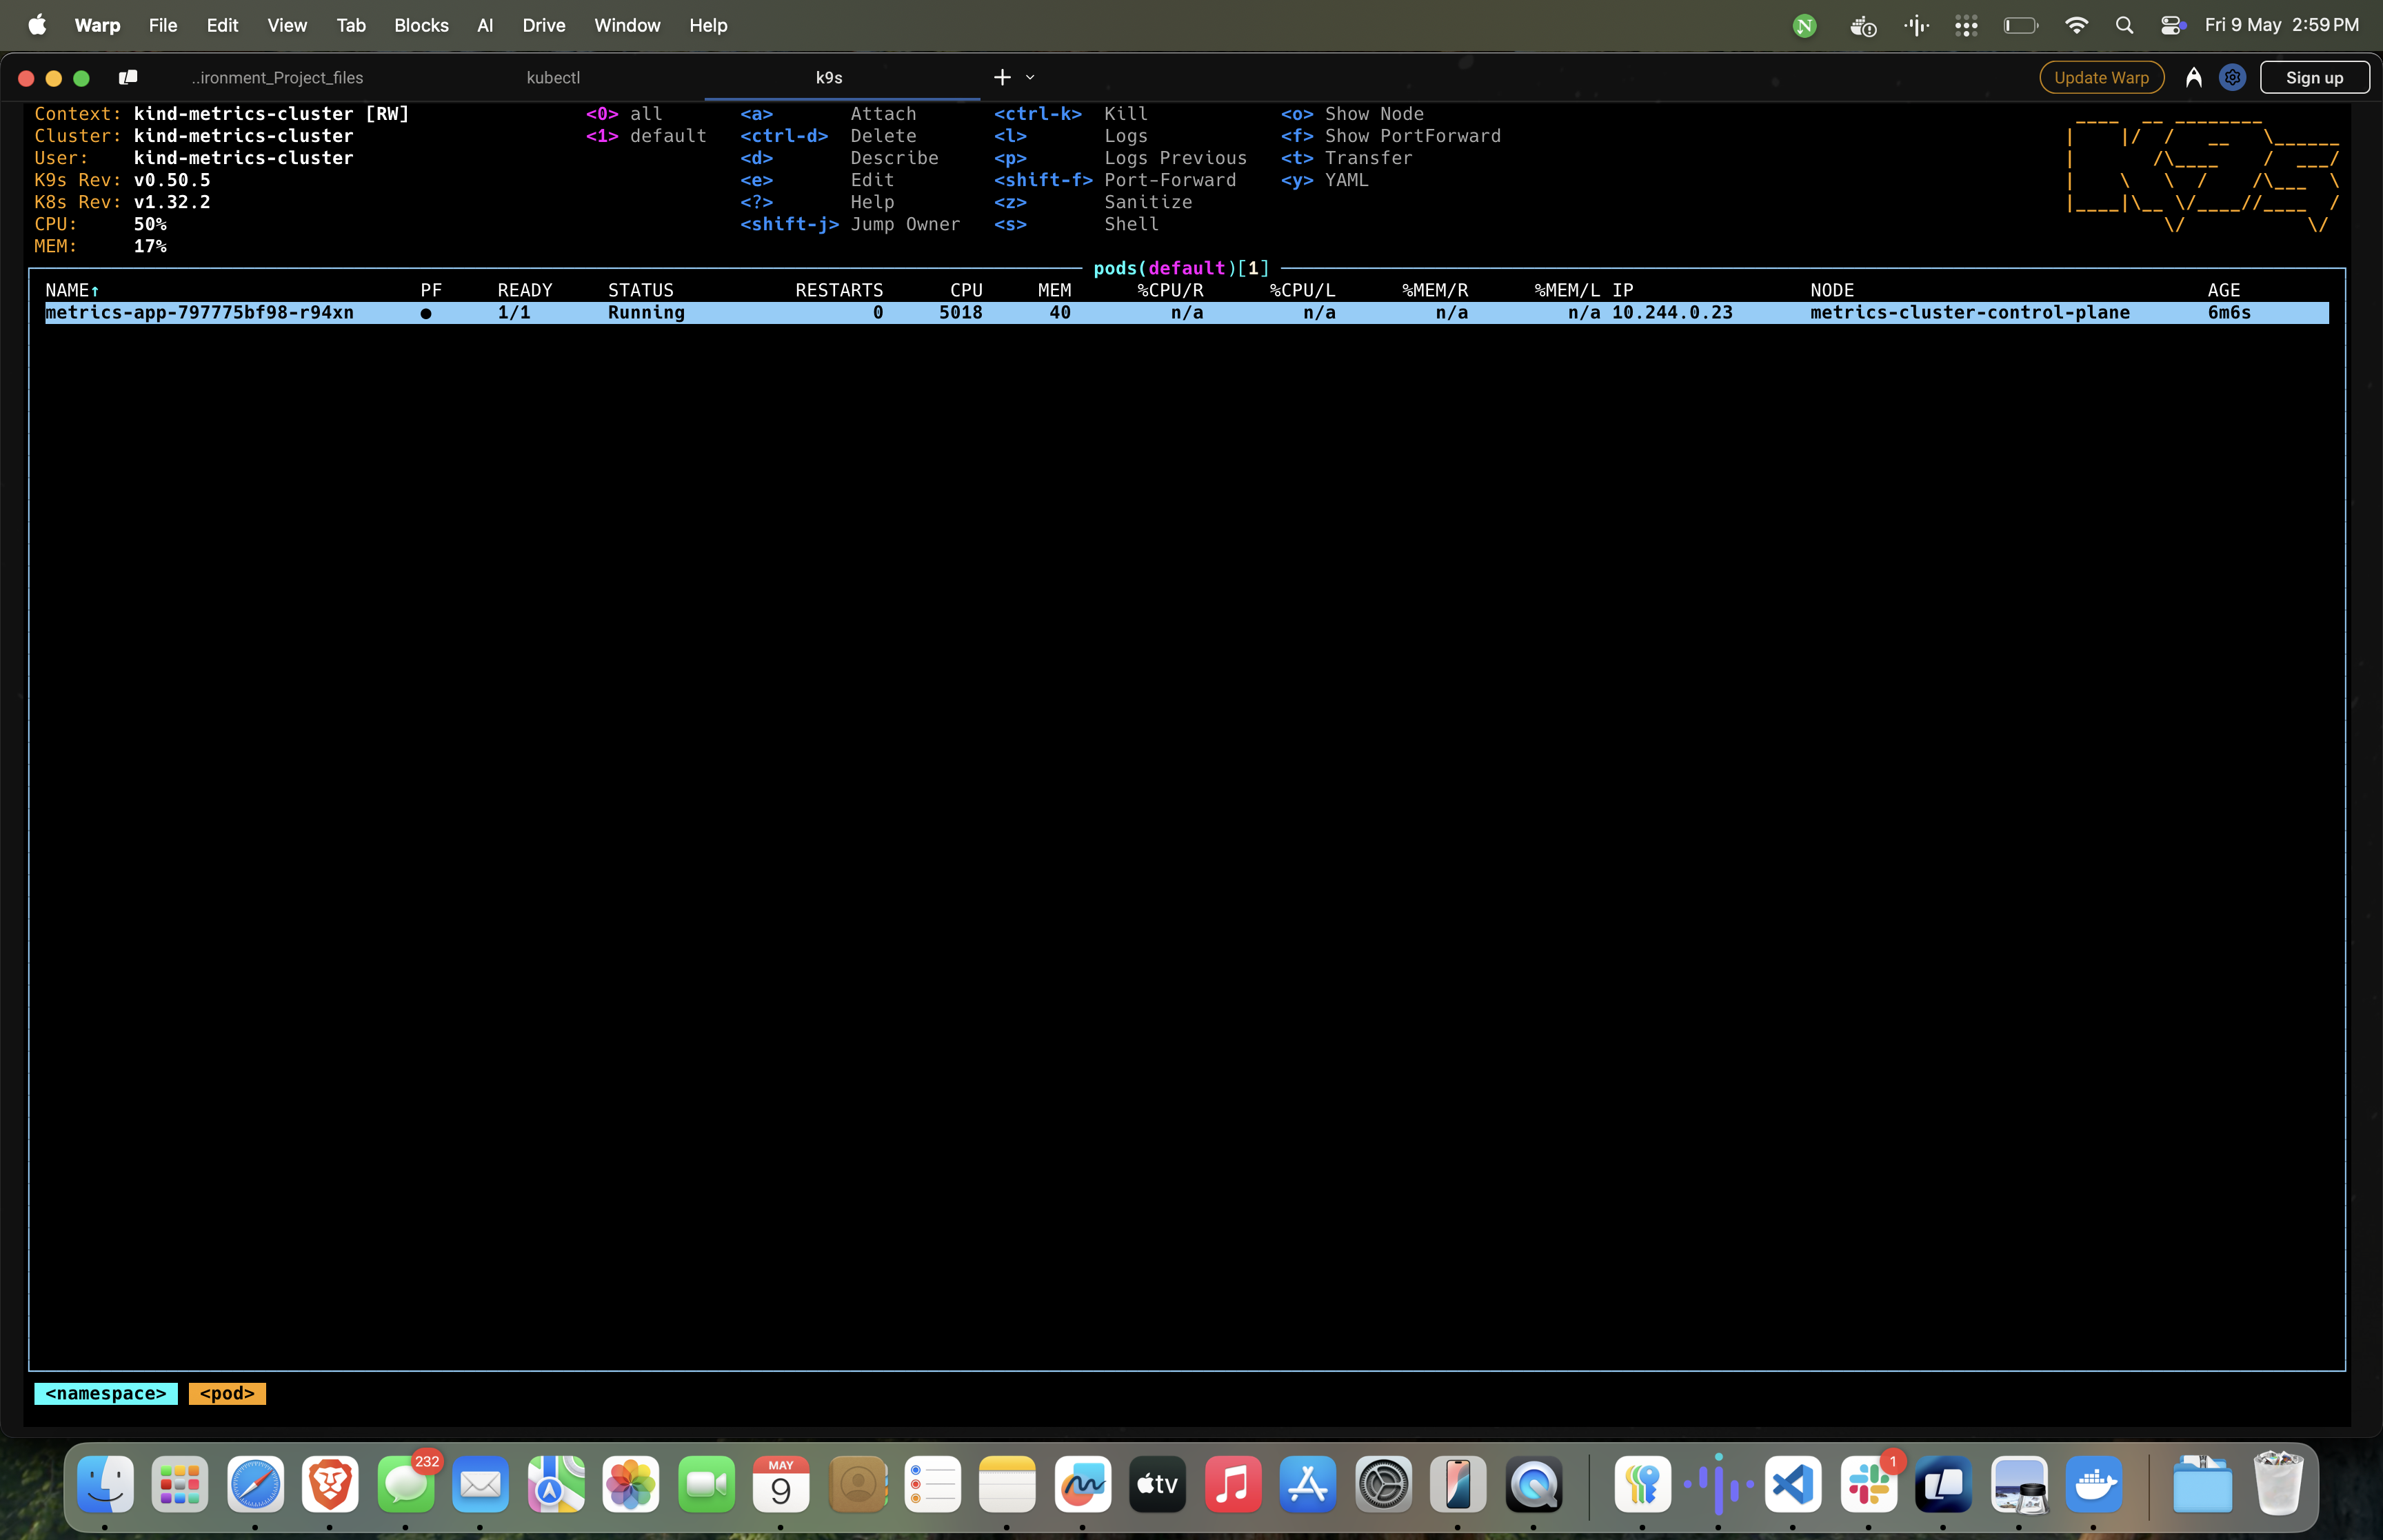 Warp File Edit View Tab Blocks AI Drive Window Help Fri 9 May 2:59 PM
..ironment_Project_files kubectl k9s Update Warp Sign up
Context: kind-metrics-cluster [RW] <0> all <a> Attach <ctrl-k> Kill <o> Show Node
Cluster: kind-metrics-cluster <1> default <ctrl-d> Delete <l> Logs <f> Show PortForward
User: kind-metrics-cluster <d> Describe <p> Logs Previous <t> Transfer
K9s Rev: v0.50.5 <e> Edit <shift-f> Port-Forward <y> YAML
K8s Rev: v1.32.2 <?> Help <z> Sanitize
CPU: 50% <shift-j> Jump Owner <s> Shell
MEM: 17%
pods(default)[1]
NAME↑ PF READY STATUS RESTARTS CPU MEM %CPU/R %CPU/L %MEM/R %MEM/L IP NODE AGE
metrics-app-797775bf98-r94xn ● 1/1 Running 0 5018 40 n/a n/a n/a n/a 10.244.0.23 metrics-cluster-control-plane 6m6s
<namespace> <pod>
232 MAY 9 tv 1